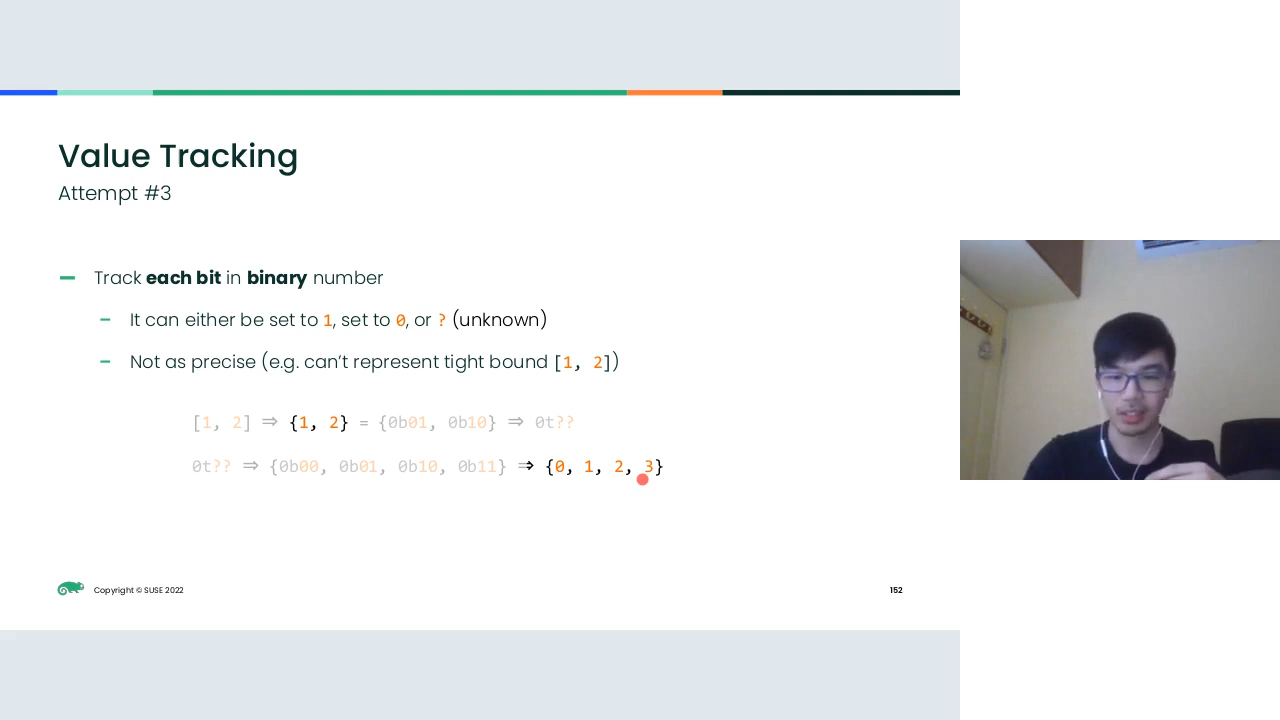 Value Tracking
Attempt #3
Track each bit in binary number
It can either be set to 1, set to 0, or ? (unknown)
Not as precise (e.g. can’t represent tight bound [1, 2])
[1, 2] ⇒ {1, 2} = {0b01, 0b10} ⇒ 0t??
0t?? ⇒ {0b00, 0b01, 0b10, 0b11} ⇒ {0, 1, 2, 3}
Copyright © SUSE 2022
152